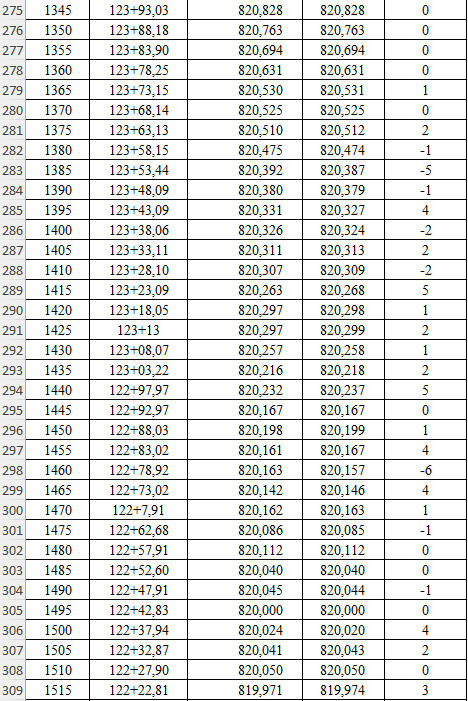 275 1345 123+93,03 820,828 820,828 0
276 1350 123+88,18 820,763 820,763 0
277 1355 123+83,90 820,694 820,694 0
278 1360 123+78,25 820,631 820,631 0
279 1365 123+73,15 820,530 820,531 1
280 1370 123+68,14 820,525 820,525 0
281 1375 123+63,13 820,510 820,512 2
282 1380 123+58,15 820,475 820,474 -1
283 1385 123+53,44 820,392 820,387 -5
284 1390 123+48,09 820,380 820,379 -1
285 1395 123+43,09 820,331 820,327 4
286 1400 123+38,06 820,326 820,324 -2
287 1405 123+33,11 820,311 820,313 2
288 1410 123+28,10 820,307 820,309 -2
289 1415 123+23,09 820,263 820,268 5
290 1420 123+18,05 820,297 820,298 1
291 1425 123+13 820,297 820,299 2
292 1430 123+08,07 820,257 820,258 1
293 1435 123+03,22 820,216 820,218 2
294 1440 122+97,97 820,232 820,237 5
295 1445 122+92,97 820,167 820,167 0
296 1450 122+88,03 820,198 820,199 1
297 1455 122+83,02 820,161 820,167 4
298 1460 122+78,92 820,163 820,157 -6
299 1465 122+73,02 820,142 820,146 4
300 1470 122+7,91 820,162 820,163 1
301 1475 122+62,68 820,086 820,085 -1
302 1480 122+57,91 820,112 820,112 0
303 1485 122+52,60 820,040 820,040 0
304 1490 122+47,91 820,045 820,044 -1
305 1495 122+42,83 820,000 820,000 0
306 1500 122+37,94 820,024 820,020 4
307 1505 122+32,87 820,041 820,043 2
308 1510 122+27,90 820,050 820,050 0
309 1515 122+22,81 819,971 819,974 3